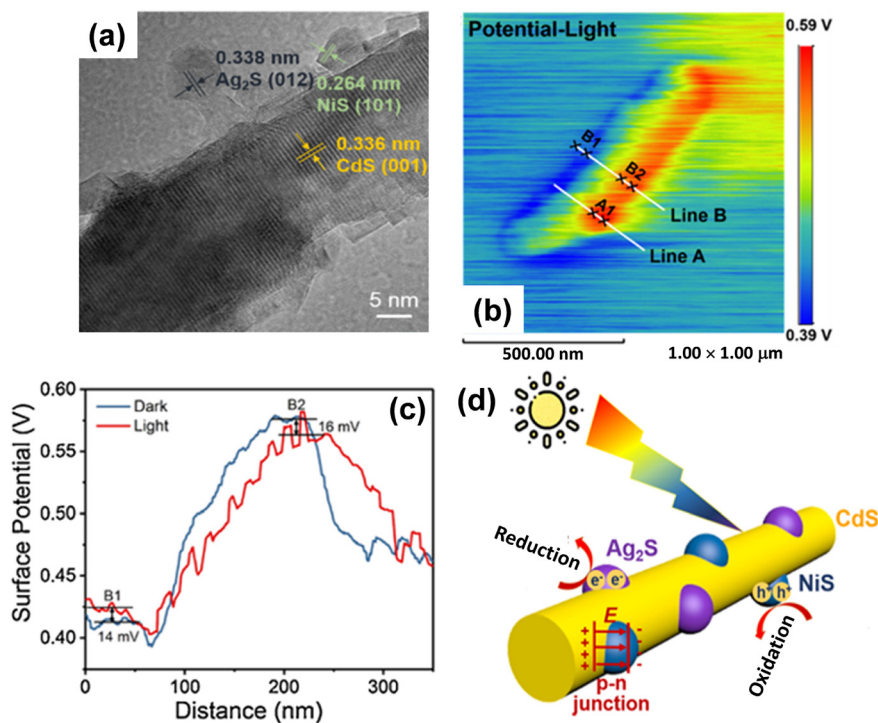 (a)
0.338 nm
Ag₂S (012)
0.264 nm
NiS (101)
0.336 nm
CdS (001)
5 nm
Potential-Light
B1
B2
A1
Line B
Line A
0.59 V
0.39 V
(b)
500.00 nm
1.00 × 1.00 µm
(c)
Dark
Light
B2
16 mV
B1
14 mV
0.60
0.55
0.50
0.45
0.40
Surface Potential (V)
0
100
200
300
Distance (nm)
(d)
CdS
Ag₂S
Reduction
e⁻ e⁻
NiS
h⁺ h⁺
Oxidation
E
+ -
+ -
+ -
+ -
p-n
junction